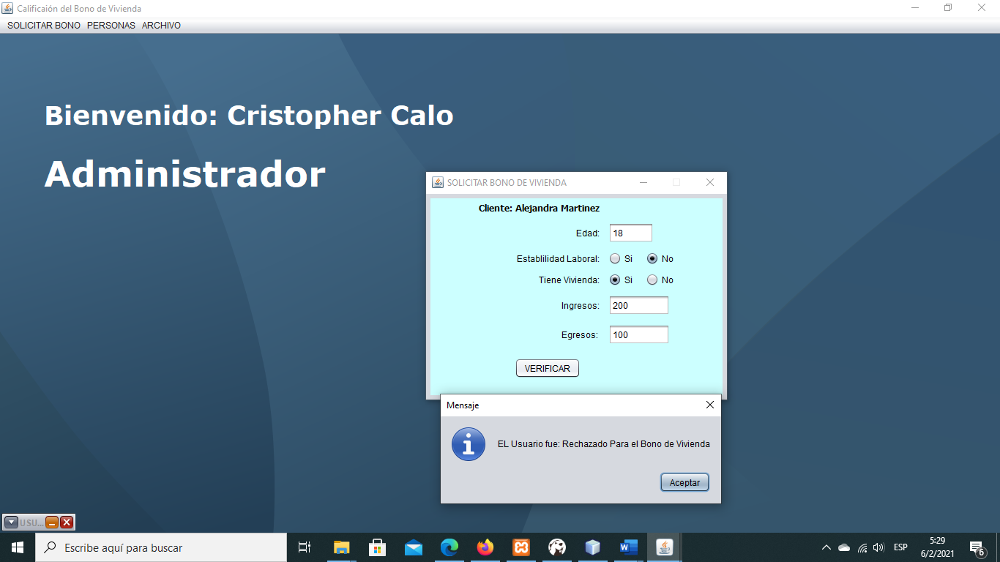 Calificaión del Bono de Vivienda
SOLICITAR BONO PERSONAS ARCHIVO
Bienvenido: Cristopher Calo
Administrador
SOLICITAR BONO DE VIVIENDA
Cliente: Alejandra Martinez
Edad: 18
Establilidad Laboral: Si No
Tiene Vivienda: Si No
Ingresos: 200
Egresos: 100
VERIFICAR
Mensaje
EL Usuario fue: Rechazado Para el Bono de Vivienda
Aceptar
USU...
Escribe aquí para buscar
ESP
5:29
6/2/2021
6